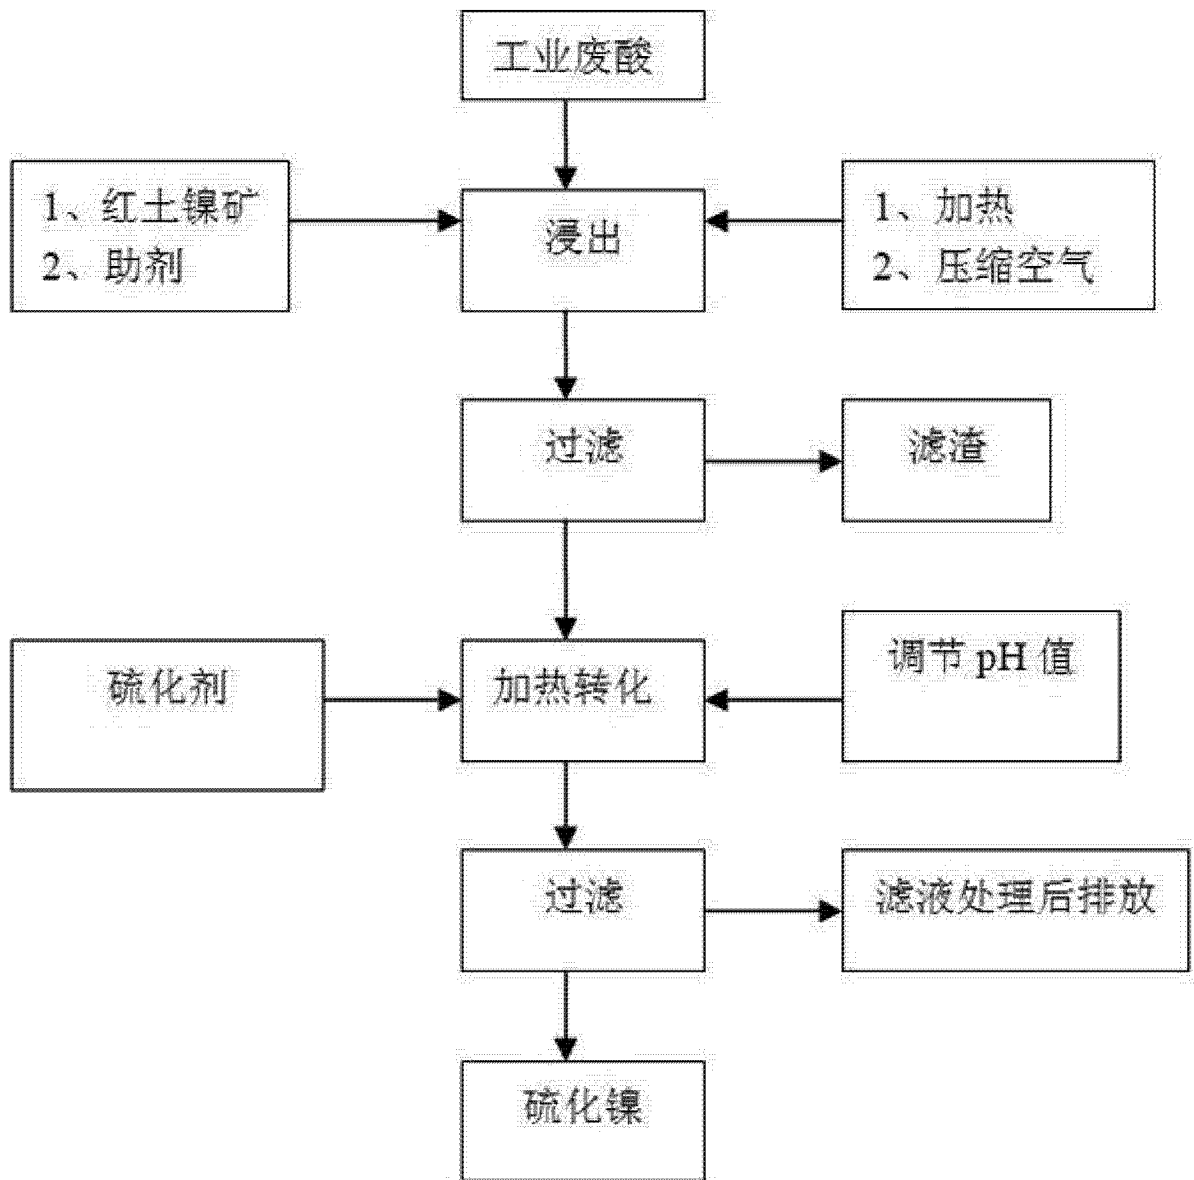 工业废酸
1、红土镍矿
2、助剂
浸出
1、加热
2、压缩空气
过滤
滤渣
硫化剂
加热转化
调节 pH 值
过滤
滤液处理后排放
硫化镍